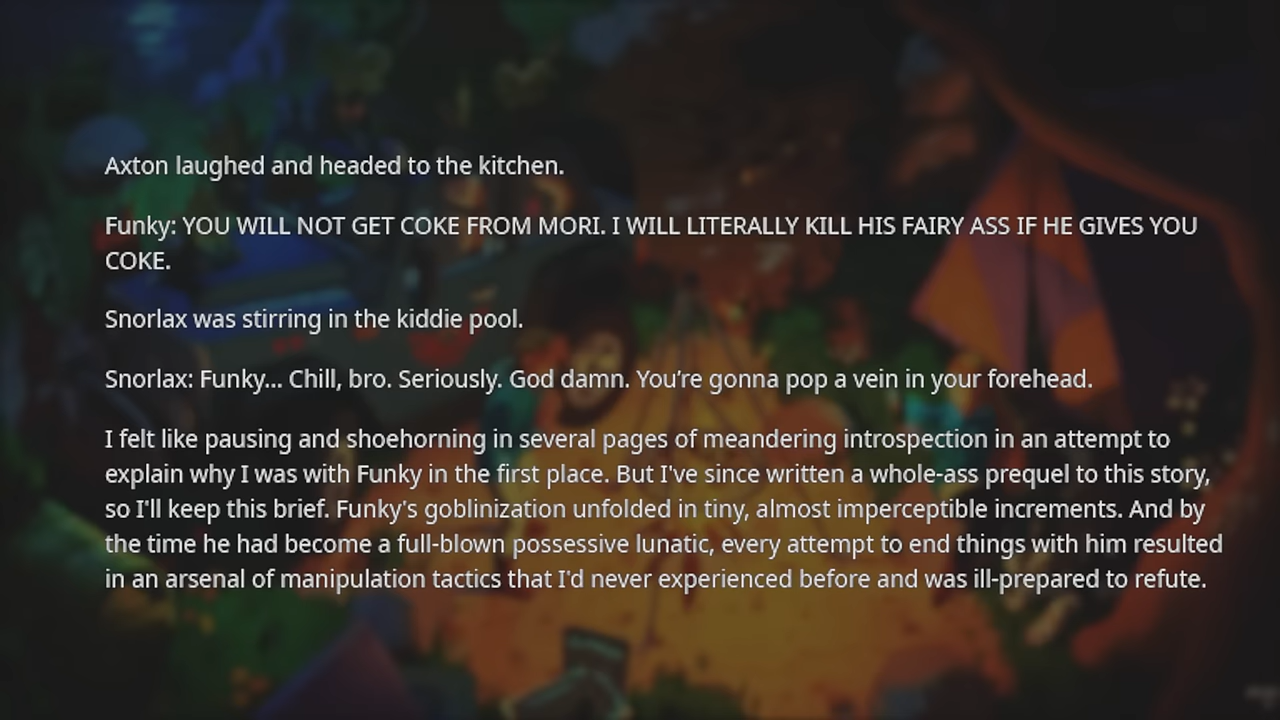 Axton laughed and headed to the kitchen.
Funky: YOU WILL NOT GET COKE FROM MORI. I WILL LITERALLY KILL HIS FAIRY ASS IF HE GIVES YOU
COKE.
Snorlax was stirring in the kiddie pool.
Snorlax: Funky... Chill, bro. Seriously. God damn. You’re gonna pop a vein in your forehead.
I felt like pausing and shoehorning in several pages of meandering introspection in an attempt to
explain why I was with Funky in the first place. But I've since written a whole-ass prequel to this story,
so I'll keep this brief. Funky's goblinization unfolded in tiny, almost imperceptible increments. And by
the time he had become a full-blown possessive lunatic, every attempt to end things with him resulted
in an arsenal of manipulation tactics that I'd never experienced before and was ill-prepared to refute.